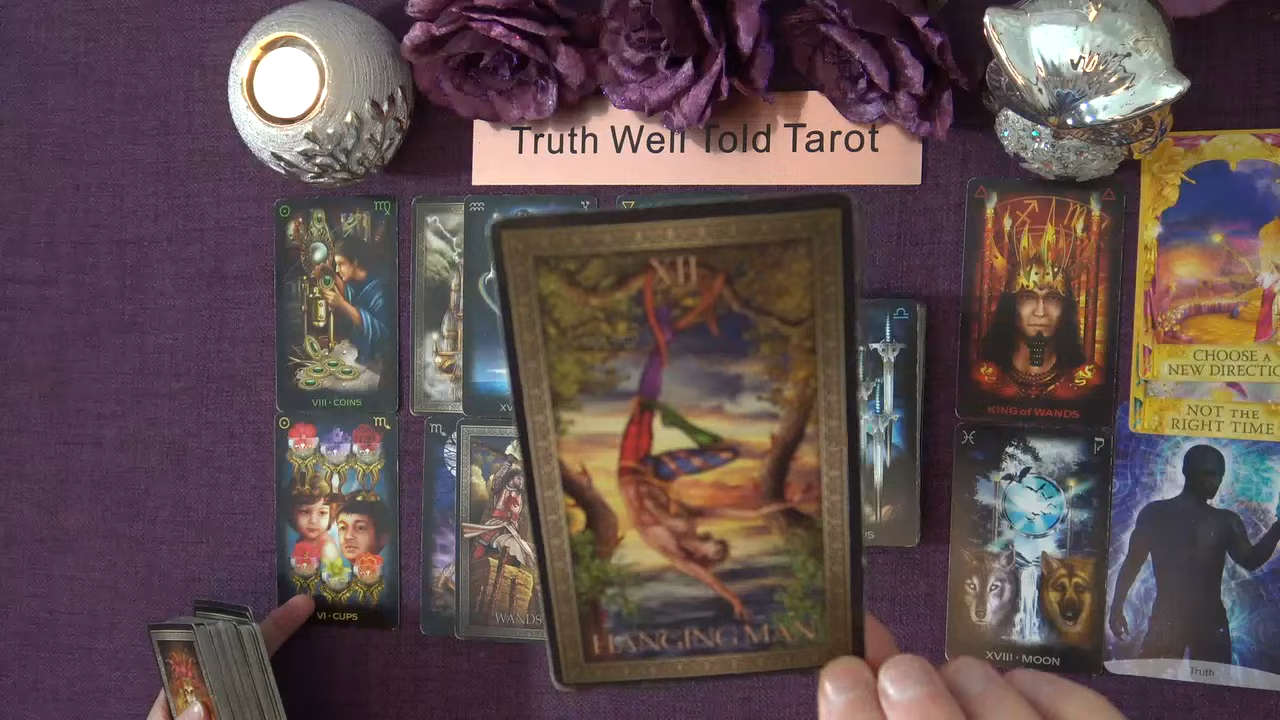 Truth Well Told Tarot
XII
HANGING MAN
VIII • COINS
VI • CUPS
WANDS
KING of WANDS
XVIII • MOON
CHOOSE A
NEW DIRECTIO
NOT THE
RIGHT TIME
Truth